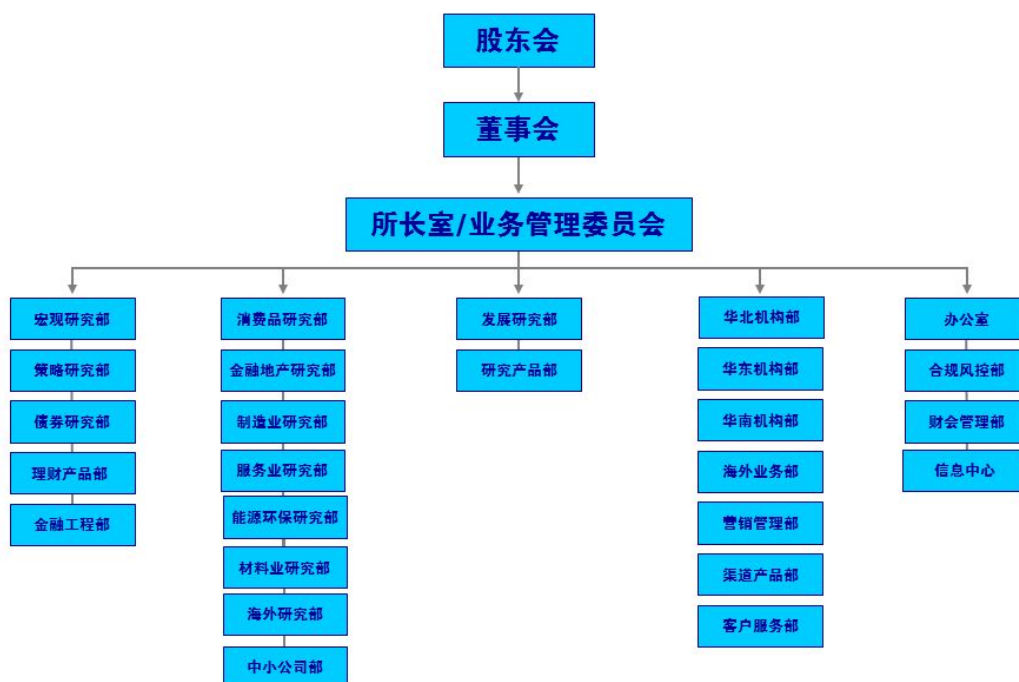 股东会
董事会
所长室/业务管理委员会
宏观研究部
策略研究部
债券研究部
理财产品部
金融工程部
消费品研究部
金融地产研究部
制造业研究部
服务业研究部
能源环保研究部
材料业研究部
海外研究部
中小公司部
发展研究部
研究产品部
华北机构部
华东机构部
华南机构部
海外业务部
营销管理部
渠道产品部
客户服务部
办公室
合规风控部
财会管理部
信息中心